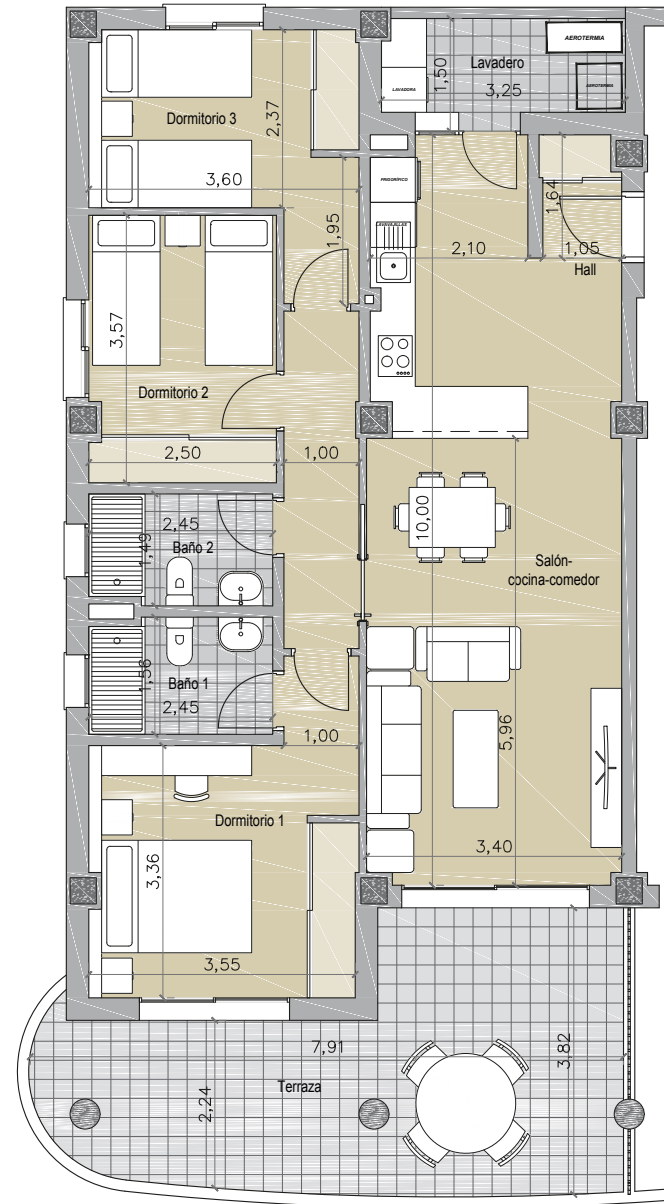 AEROTERMIA
Lavadero
1,50
LAVADORA
3,25
AEROTERMIA
Dormitorio 3
2,37
3,60
FRIGORÍFICO
1,64
1,95
2,10
1,05
Hall
3,57
Dormitorio 2
2,50
1,00
10,00
2,45
1,49
Baño 2
Salón-
cocina-comedor
1,56
Baño 1
2,45
1,00
5,96
Dormitorio 1
3,36
3,40
3,55
7,91
3,82
2,24
Terraza